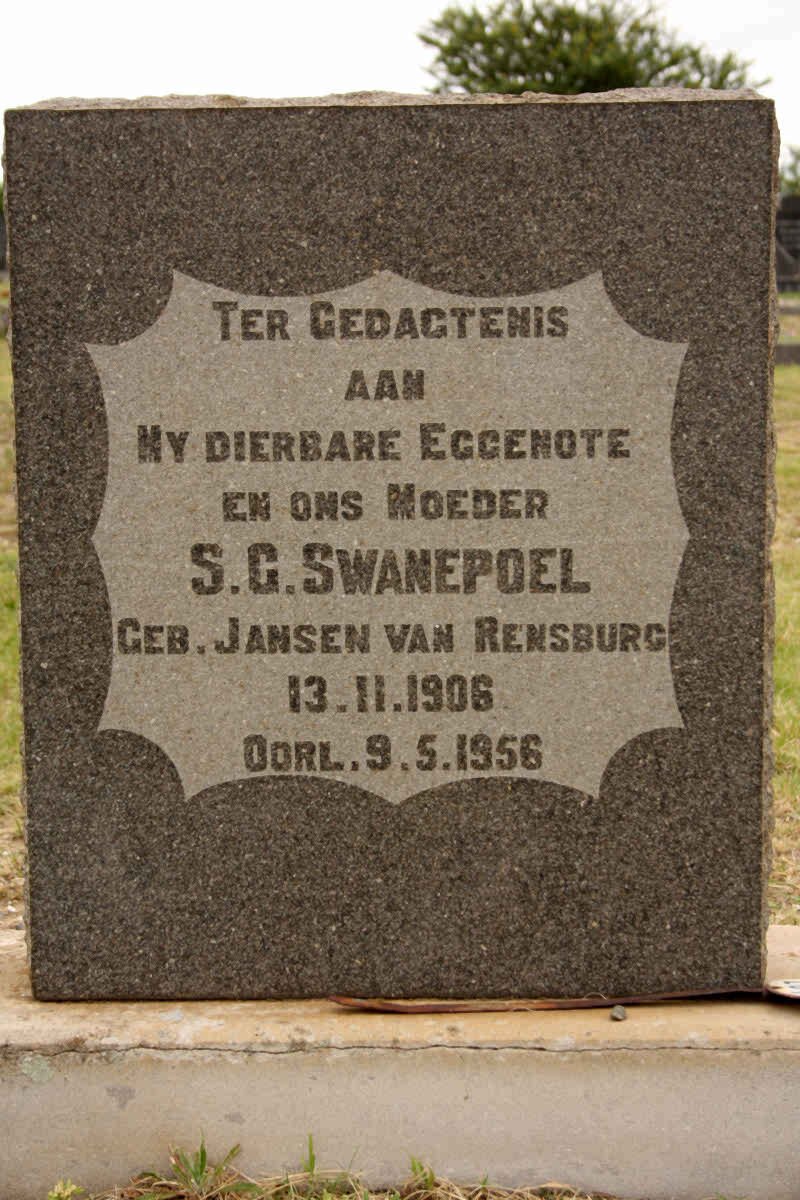 TER GEDAGTENIS
AAN
MY DIERBARE EGGENOTE
EN ONS MOEDER
S.G. SWANEPOEL
GEB. JANSEN VAN RENSBURG.
13.11.1906
OORL. 9.5.1956